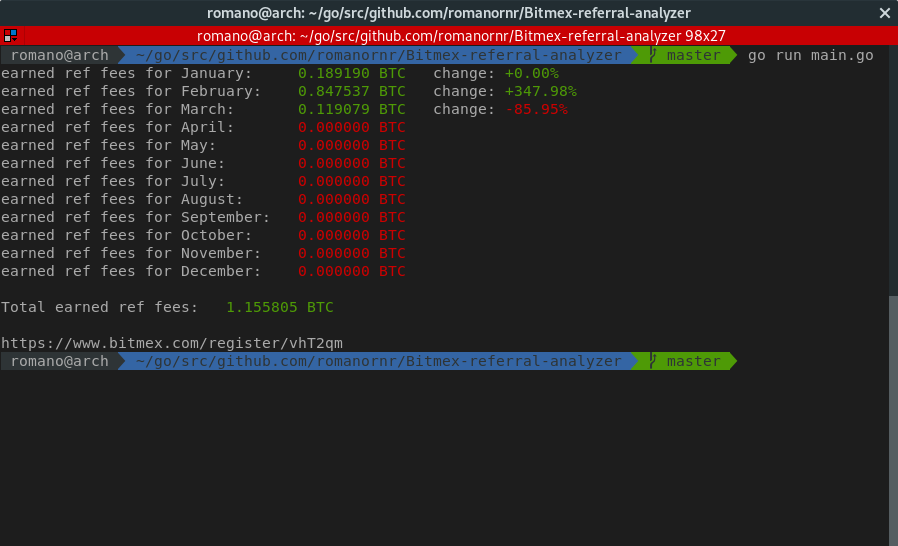 romano@arch: ~/go/src/github.com/romanornr/Bitmex-referral-analyzer
romano@arch: ~/go/src/github.com/romanornr/Bitmex-referral-analyzer 98x27
romano@arch ~/go/src/github.com/romanornr/Bitmex-referral-analyzer master go run main.go
earned ref fees for January: 0.189190 BTC change: +0.00%
earned ref fees for February: 0.847537 BTC change: +347.98%
earned ref fees for March: 0.119079 BTC change: -85.95%
earned ref fees for April: 0.000000 BTC
earned ref fees for May: 0.000000 BTC
earned ref fees for June: 0.000000 BTC
earned ref fees for July: 0.000000 BTC
earned ref fees for August: 0.000000 BTC
earned ref fees for September: 0.000000 BTC
earned ref fees for October: 0.000000 BTC
earned ref fees for November: 0.000000 BTC
earned ref fees for December: 0.000000 BTC
Total earned ref fees: 1.155805 BTC
https://www.bitmex.com/register/vhT2qm
romano@arch ~/go/src/github.com/romanornr/Bitmex-referral-analyzer master